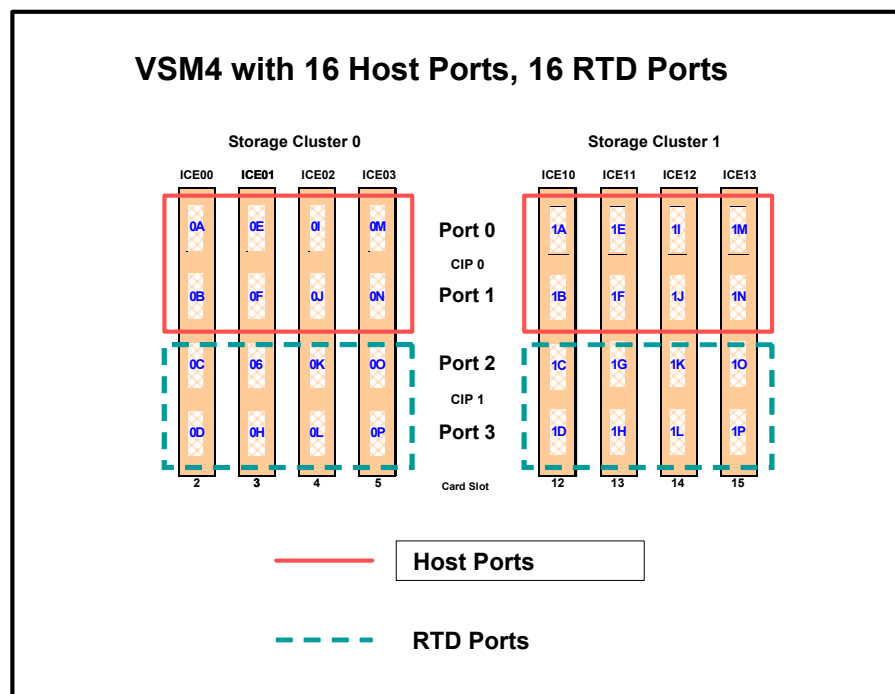 VSM4 with 16 Host Ports, 16 RTD Ports
Storage Cluster 0 Storage Cluster 1
ICE00 ICE01 ICE02 ICE03 ICE10 ICE11 ICE12 ICE13
0A 0E 0I 0M Port 0 1A 1E 1I 1M
CIP 0
0B 0F 0J 0N Port 1 1B 1F 1J 1N
0C 06 0K 0O Port 2 1C 1G 1K 1O
CIP 1
0D 0H 0L 0P Port 3 1D 1H 1L 1P
2 3 4 5 Card Slot 12 13 14 15
Host Ports
RTD Ports